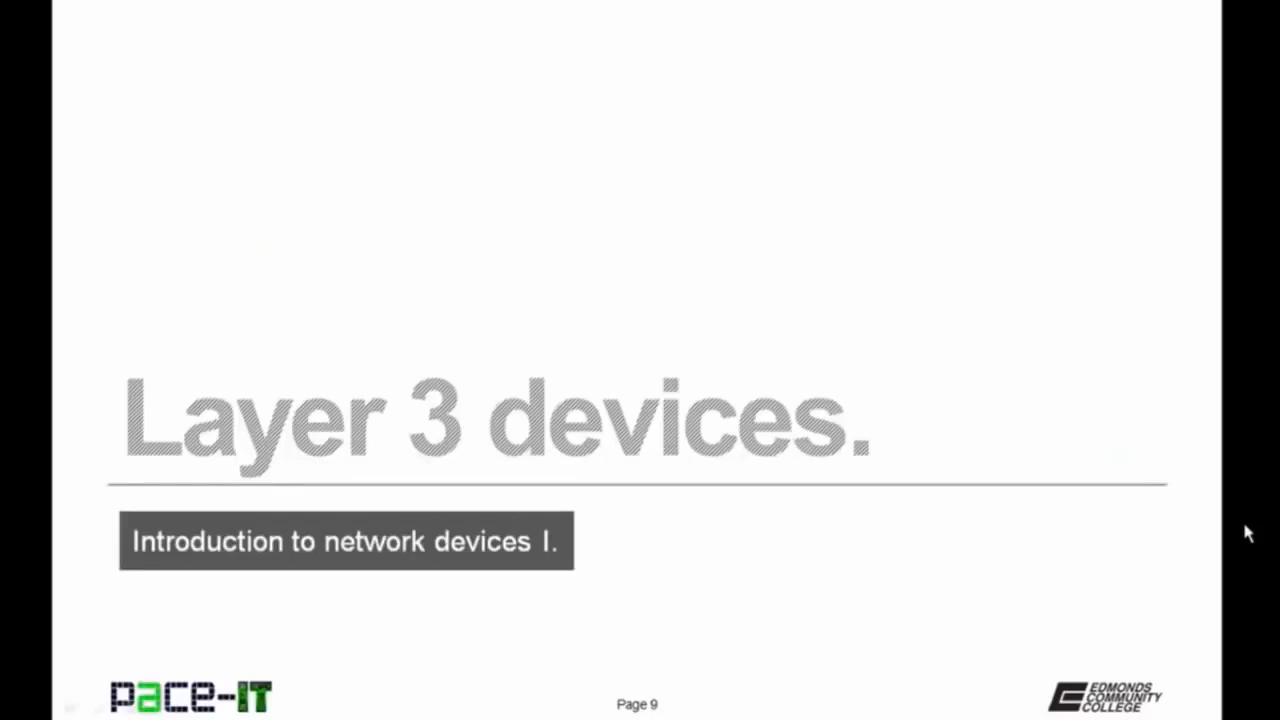 Layer 3 devices.
Introduction to network devices I.
pace-IT
Page 9
EDMONDS
COMMUNITY
COLLEGE